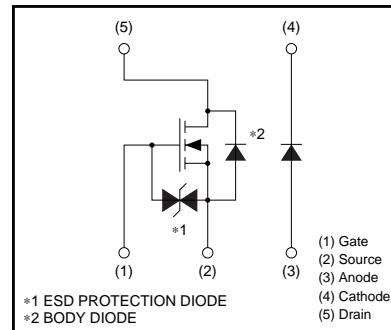 (5) (4)
∗2
∗1
(1) (2) (3)
(1) Gate
(2) Source
(3) Anode
(4) Cathode
(5) Drain
∗1 ESD PROTECTION DIODE
∗2 BODY DIODE